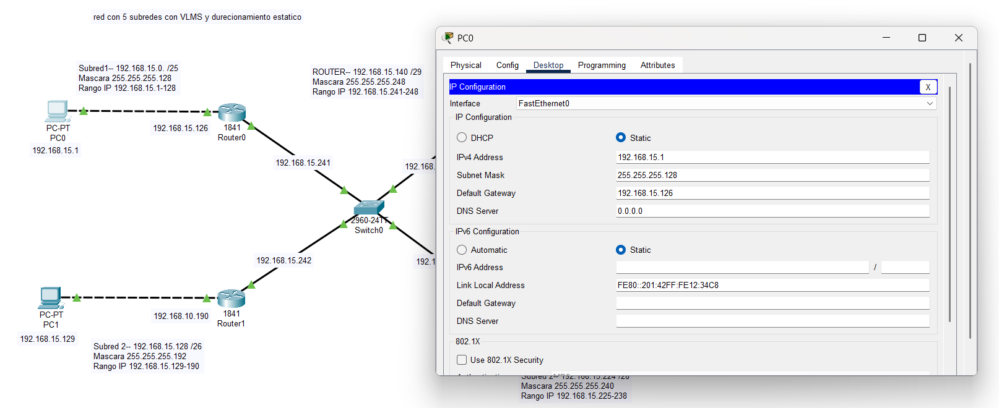 red con 5 subredes con VLMS y durecionamiento estatico
Subred1-- 192.168.15.0. /25
Mascara 255.255.255.128
Rango IP 192.168.15.1-128
ROUTER-- 192.168.15.140 /29
Mascara 255.255.255.248
Rango IP 192.168.15.241-248
PC-PT
PC0
192.168.15.1
192.168.15.126
1841
Router0
192.168.15.241
192.168.
2960-24TT
Switch0
192.168.15.242
192.1
PC-PT
PC1
192.168.15.129
192.168.10.190
1841
Router1
Subred 2-- 192.168.15.128 /26
Mascara 255.255.255.192
Rango IP 192.168.15.129-190
PC0
Physical Config Desktop Programming Attributes
IP Configuration X
Interface FastEthernet0
IP Configuration
DHCP Static
IPv4 Address 192.168.15.1
Subnet Mask 255.255.255.128
Default Gateway 192.168.15.126
DNS Server 0.0.0.0
IPv6 Configuration
Automatic Static
IPv6 Address /
Link Local Address FE80::201:42FF:FE12:34C8
Default Gateway
DNS Server
802.1X
Use 802.1X Security
Subred 2-- 192.168.15.224 /28
Mascara 255.255.255.240
Rango IP 192.168.15.225-238